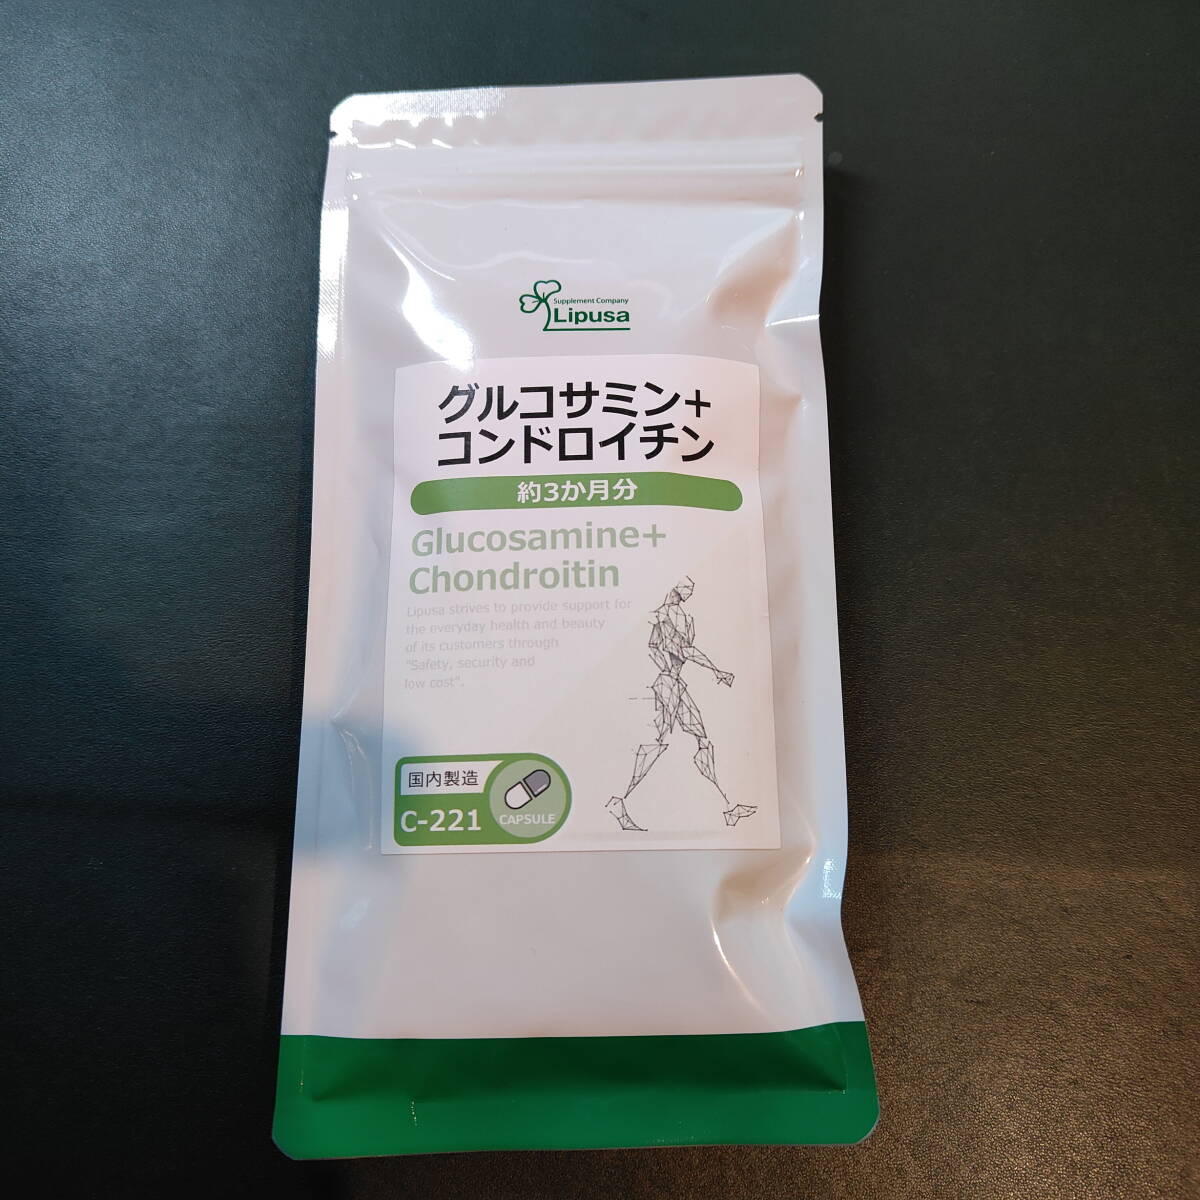 Supplement Company
Lipusa
グルコサミン+
コンドロイチン
約3か月分
Glucosamine+
Chondroitin
Lipusa strives to provide support for
the everyday health and beauty
of its customers through
"Safety, security and
low cost".
国内製造
C-221
CAPSULE